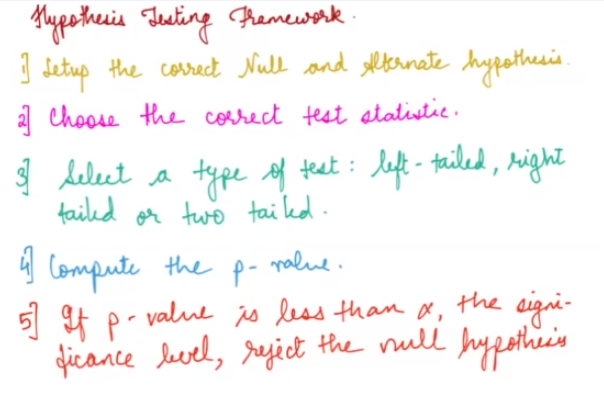 Hypothesis Testing Framework.
1] Setup the correct Null and Alternate hypothesis.
2] Choose the correct test statistic.
3] Select a type of test : left-tailed, right
tailed or two tailed.
4] Compute the p-value.
5] If p-value is less than α, the signi-
ficance level, reject the null hypothesis